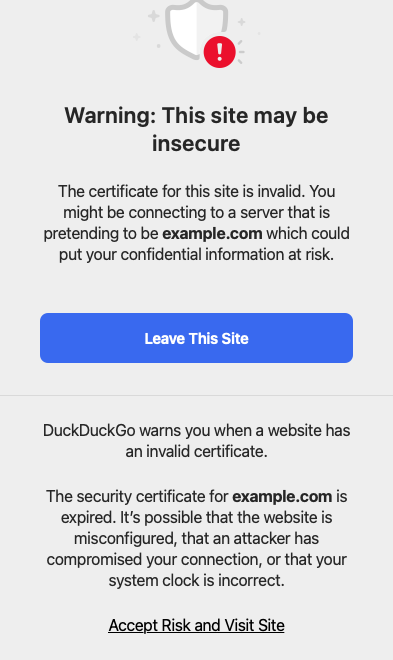 Warning: This site may be
insecure
The certificate for this site is invalid. You
might be connecting to a server that is
pretending to be example.com which could
put your confidential information at risk.
Leave This Site
DuckDuckGo warns you when a website has
an invalid certificate.
The security certificate for example.com is
expired. It’s possible that the website is
misconfigured, that an attacker has
compromised your connection, or that your
system clock is incorrect.
Accept Risk and Visit Site